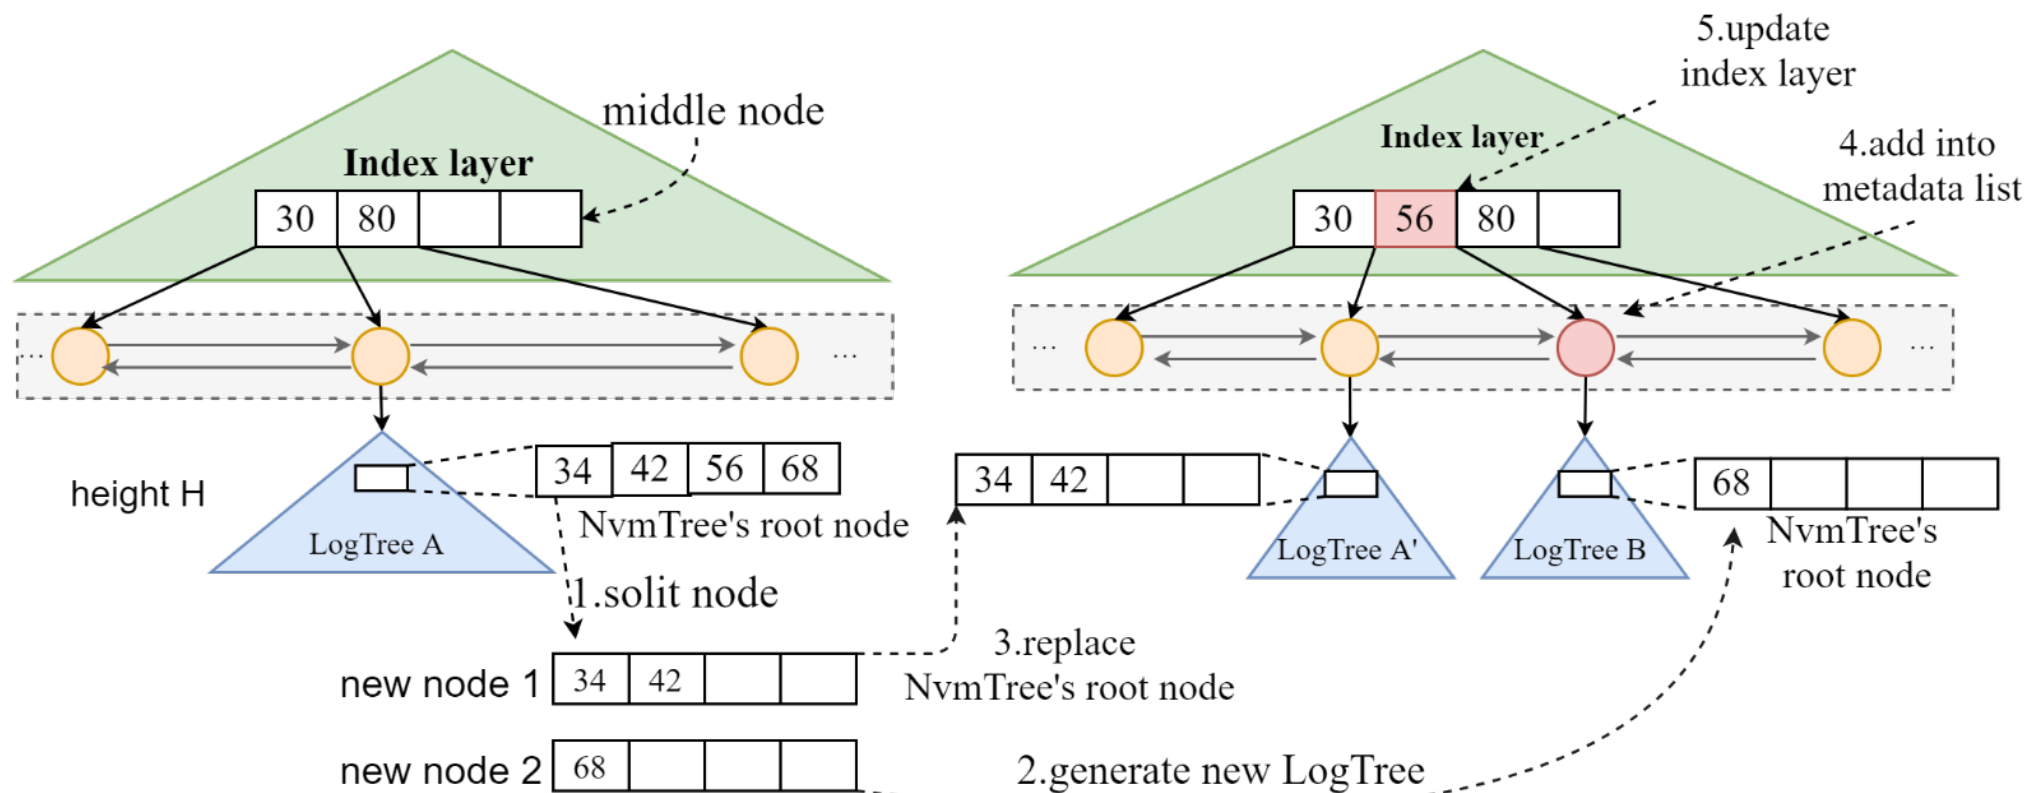 middle node
Index layer
30 80
...
...
height H
LogTree A
34 42 56 68
NvmTree's root node
1.solit node
new node 1
34 42
new node 2
68
5.update
index layer
Index layer
4.add into
metadata list
30 56 80
...
...
34 42
LogTree A'
LogTree B
68
NvmTree's
root node
3.replace
NvmTree's root node
2.generate new LogTree